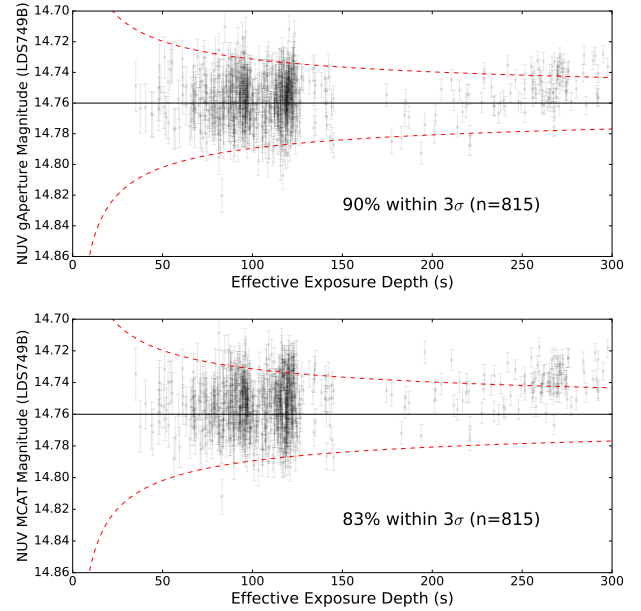 14.70
14.72
14.74
14.76
14.78
14.80
14.82
14.84
14.86
NUV gAperture Magnitude (LDS749B)
90% within 3σ (n=815)
0 50 100 150 200 250 300
Effective Exposure Depth (s)
14.70
14.72
14.74
14.76
14.78
14.80
14.82
14.84
14.86
NUV MCAT Magnitude (LDS749B)
83% within 3σ (n=815)
0 50 100 150 200 250 300
Effective Exposure Depth (s)